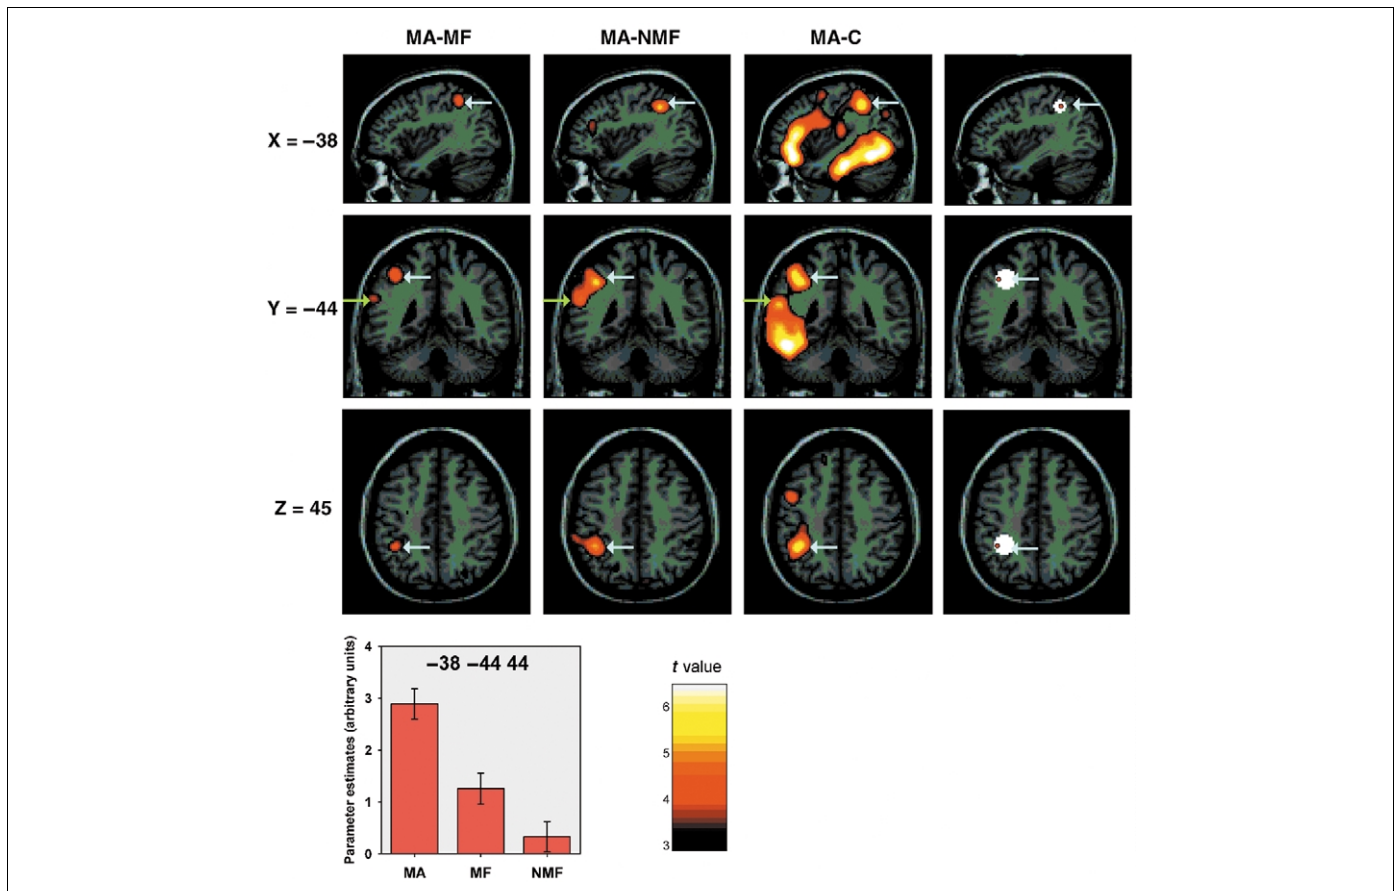 MA-MF MA-NMF MA-C
X = –38
Y = –44
Z = 45
Parameter estimates (arbitrary units)
4
3
2
1
0
–38 –44 44
MA MF NMF
t value
6
5
4
3